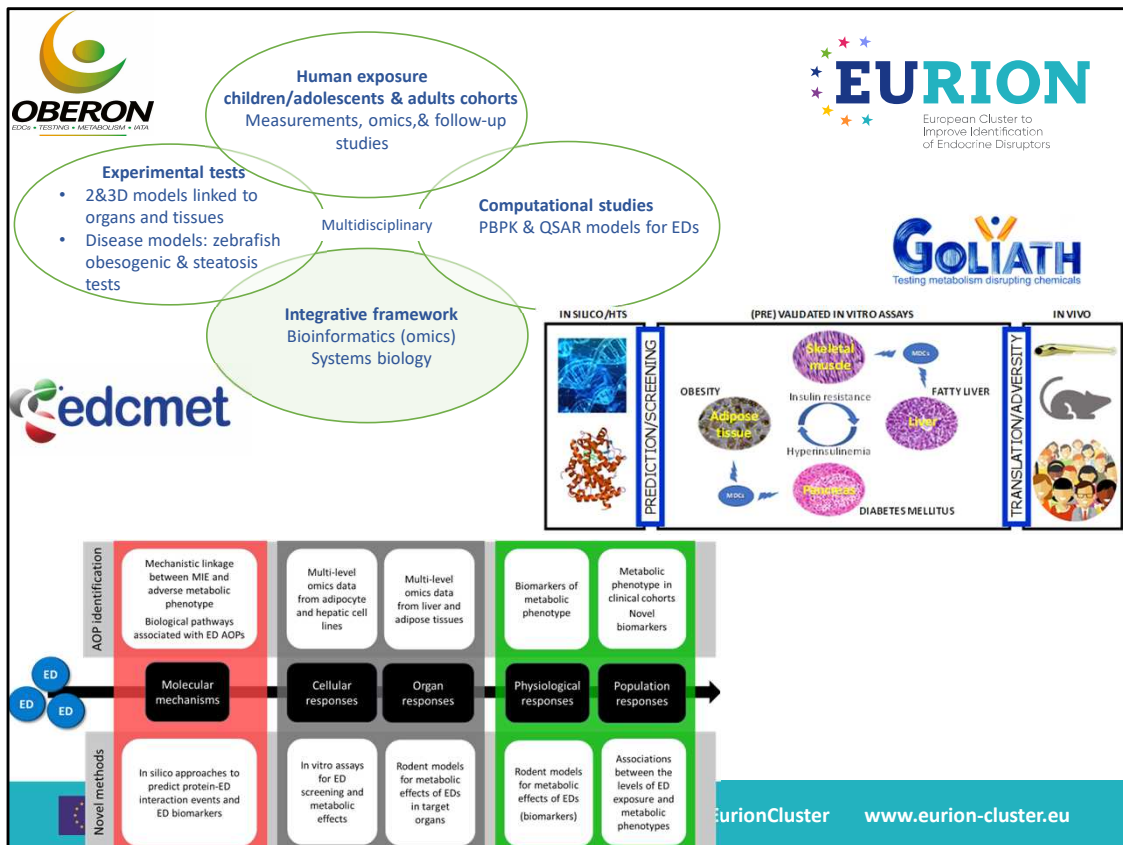 OBERON
EDCs • TESTING • METABOLISM • IATA
Human exposure
children/adolescents & adults cohorts
Measurements, omics,& follow-up
studies
EURION
European Cluster to
Improve Identification
of Endocrine Disruptors
Experimental tests
• 2&3D models linked to
organs and tissues
• Disease models: zebrafish
obesogenic & steatosis
tests
Multidisciplinary
Computational studies
PBPK & QSAR models for EDs
Integrative framework
Bioinformatics (omics)
Systems biology
GOLIATH
Testing metabolism disrupting chemicals
edcmet
IN SILICO/HTS
(PRE) VALIDATED IN VITRO ASSAYS
IN VIVO
PREDICTION/SCREENING
Skeletal
muscle
MDCs
OBESITY
Insulin resistance
FATTY LIVER
Adipose
tissue
Liver
Hyperinsulinemia
MDCs
Pancreas
DIABETES MELLITUS
TRANSLATION/ADVERSITY
AOP identification
Mechanistic linkage
between MIE and
adverse metabolic
phenotype
Biological pathways
associated with ED AOPs
Multi-level
omics data
from adipocyte
and hepatic cell
lines
Multi-level
omics data
from liver and
adipose tissues
Biomarkers of
metabolic
phenotype
Metabolic
phenotype in
clinical cohorts
Novel
biomarkers
ED
ED
ED
Molecular
mechanisms
Cellular
responses
Organ
responses
Physiological
responses
Population
responses
Novel methods
In silico approaches to
predict protein-ED
interaction events and
ED biomarkers
In vitro assays
for ED
screening and
metabolic
effects
Rodent models
for metabolic
effects of EDs
in target
organs
Rodent models
for metabolic
effects of EDs
(biomarkers)
Associations
between the
levels of ED
exposure and
metabolic
phenotypes
EurionCluster
www.eurion-cluster.eu